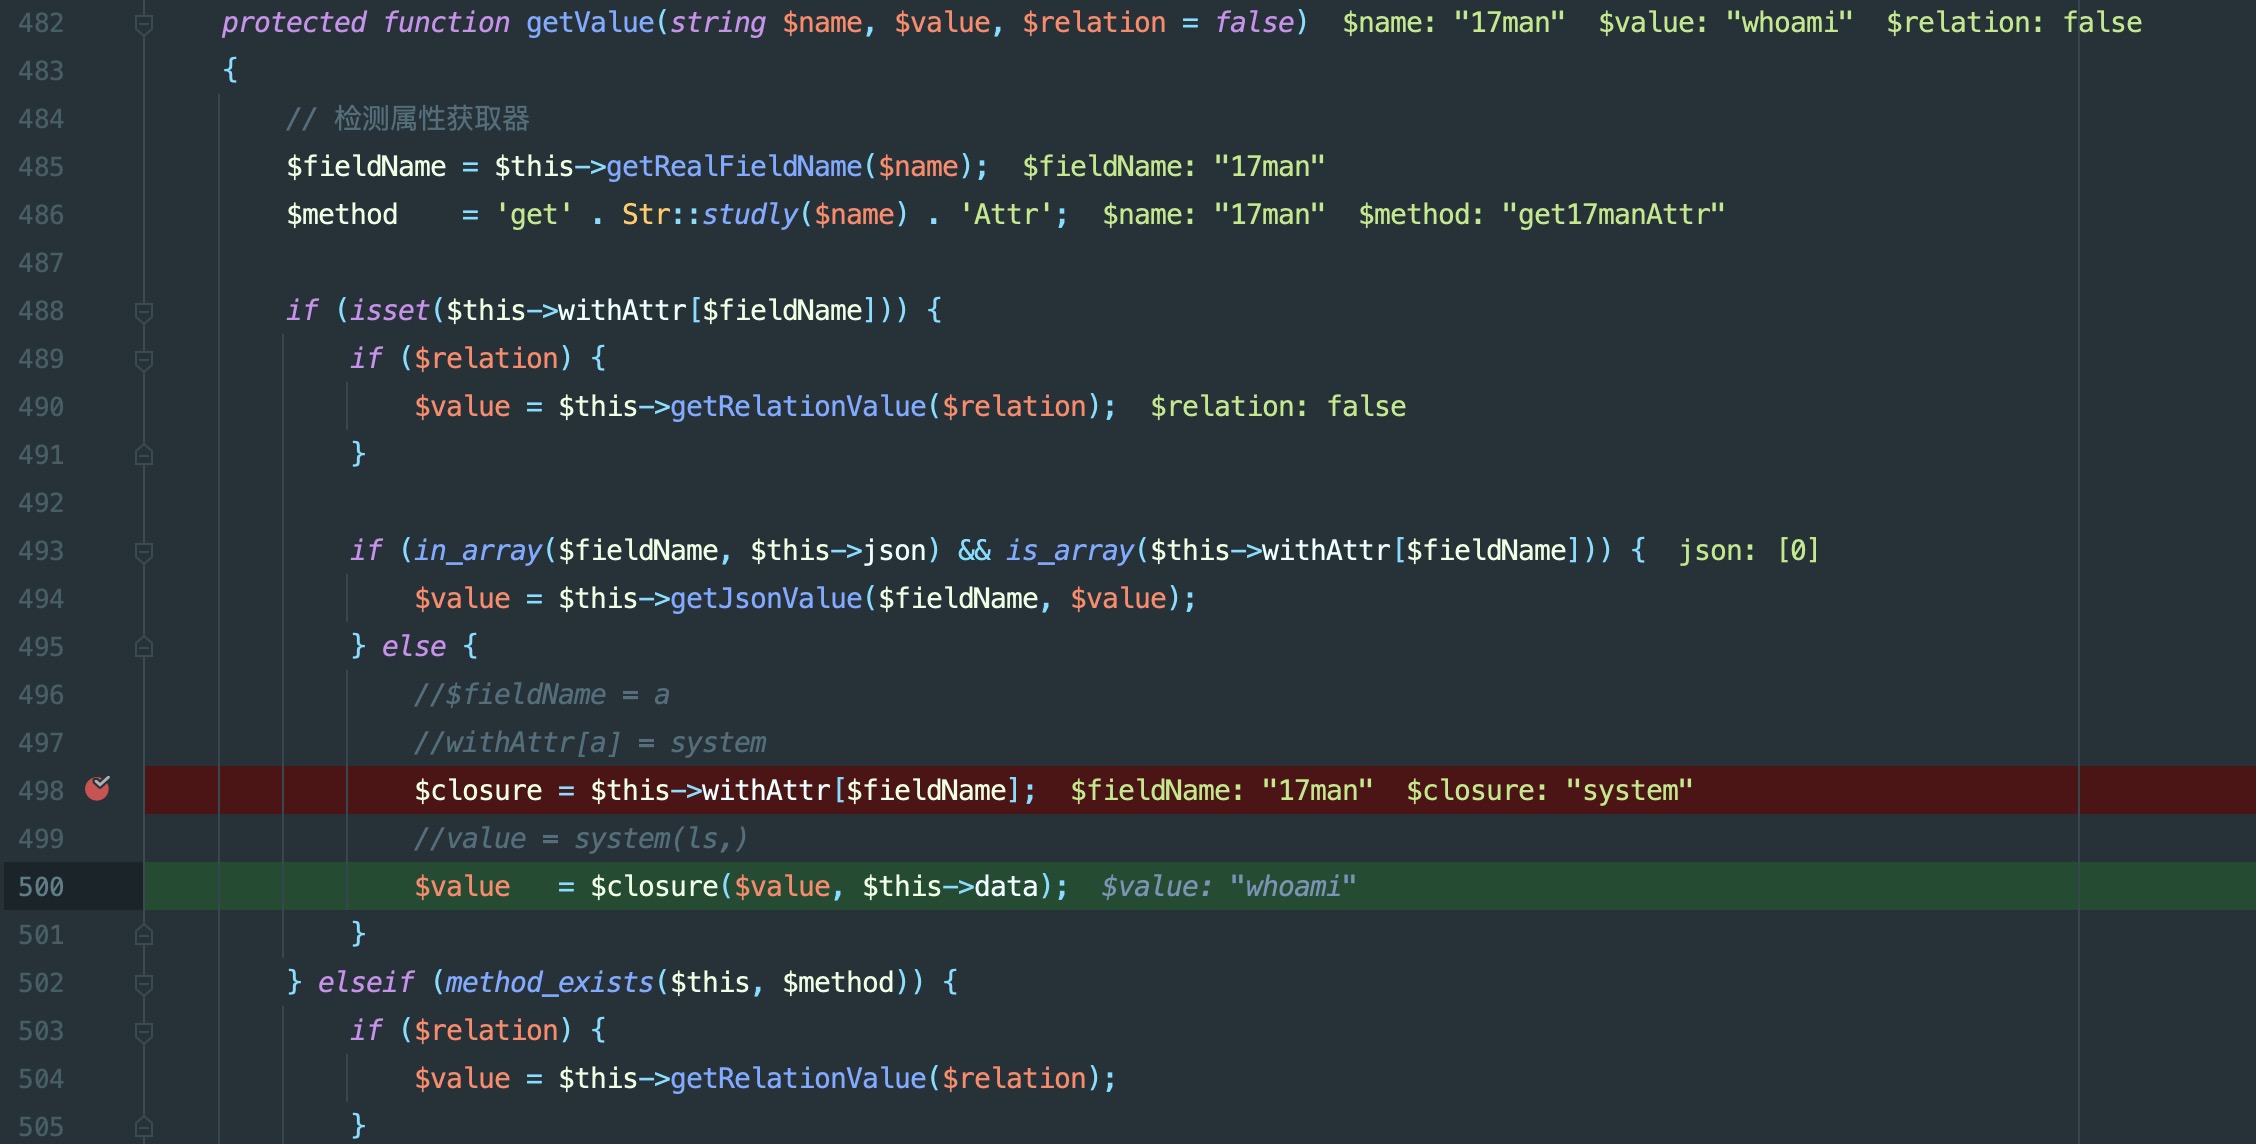 482 protected function getValue(string $name, $value, $relation = false) $name: "17man" $value: "whoami" $relation: false
483 {
484 // 检测属性获取器
485 $fieldName = $this->getRealFieldName($name); $fieldName: "17man"
486 $method = 'get' . Str::studly($name) . 'Attr'; $name: "17man" $method: "get17manAttr"
487
488 if (isset($this->withAttr[$fieldName])) {
489 if ($relation) {
490 $value = $this->getRelationValue($relation); $relation: false
491 }
492
493 if (in_array($fieldName, $this->json) && is_array($this->withAttr[$fieldName])) { json: [0]
494 $value = $this->getJsonValue($fieldName, $value);
495 } else {
496 //$fieldName = a
497 //withAttr[a] = system
498 $closure = $this->withAttr[$fieldName]; $fieldName: "17man" $closure: "system"
499 //value = system(ls,)
500 $value = $closure($value, $this->data); $value: "whoami"
501 }
502 } elseif (method_exists($this, $method)) {
503 if ($relation) {
504 $value = $this->getRelationValue($relation);
505 }